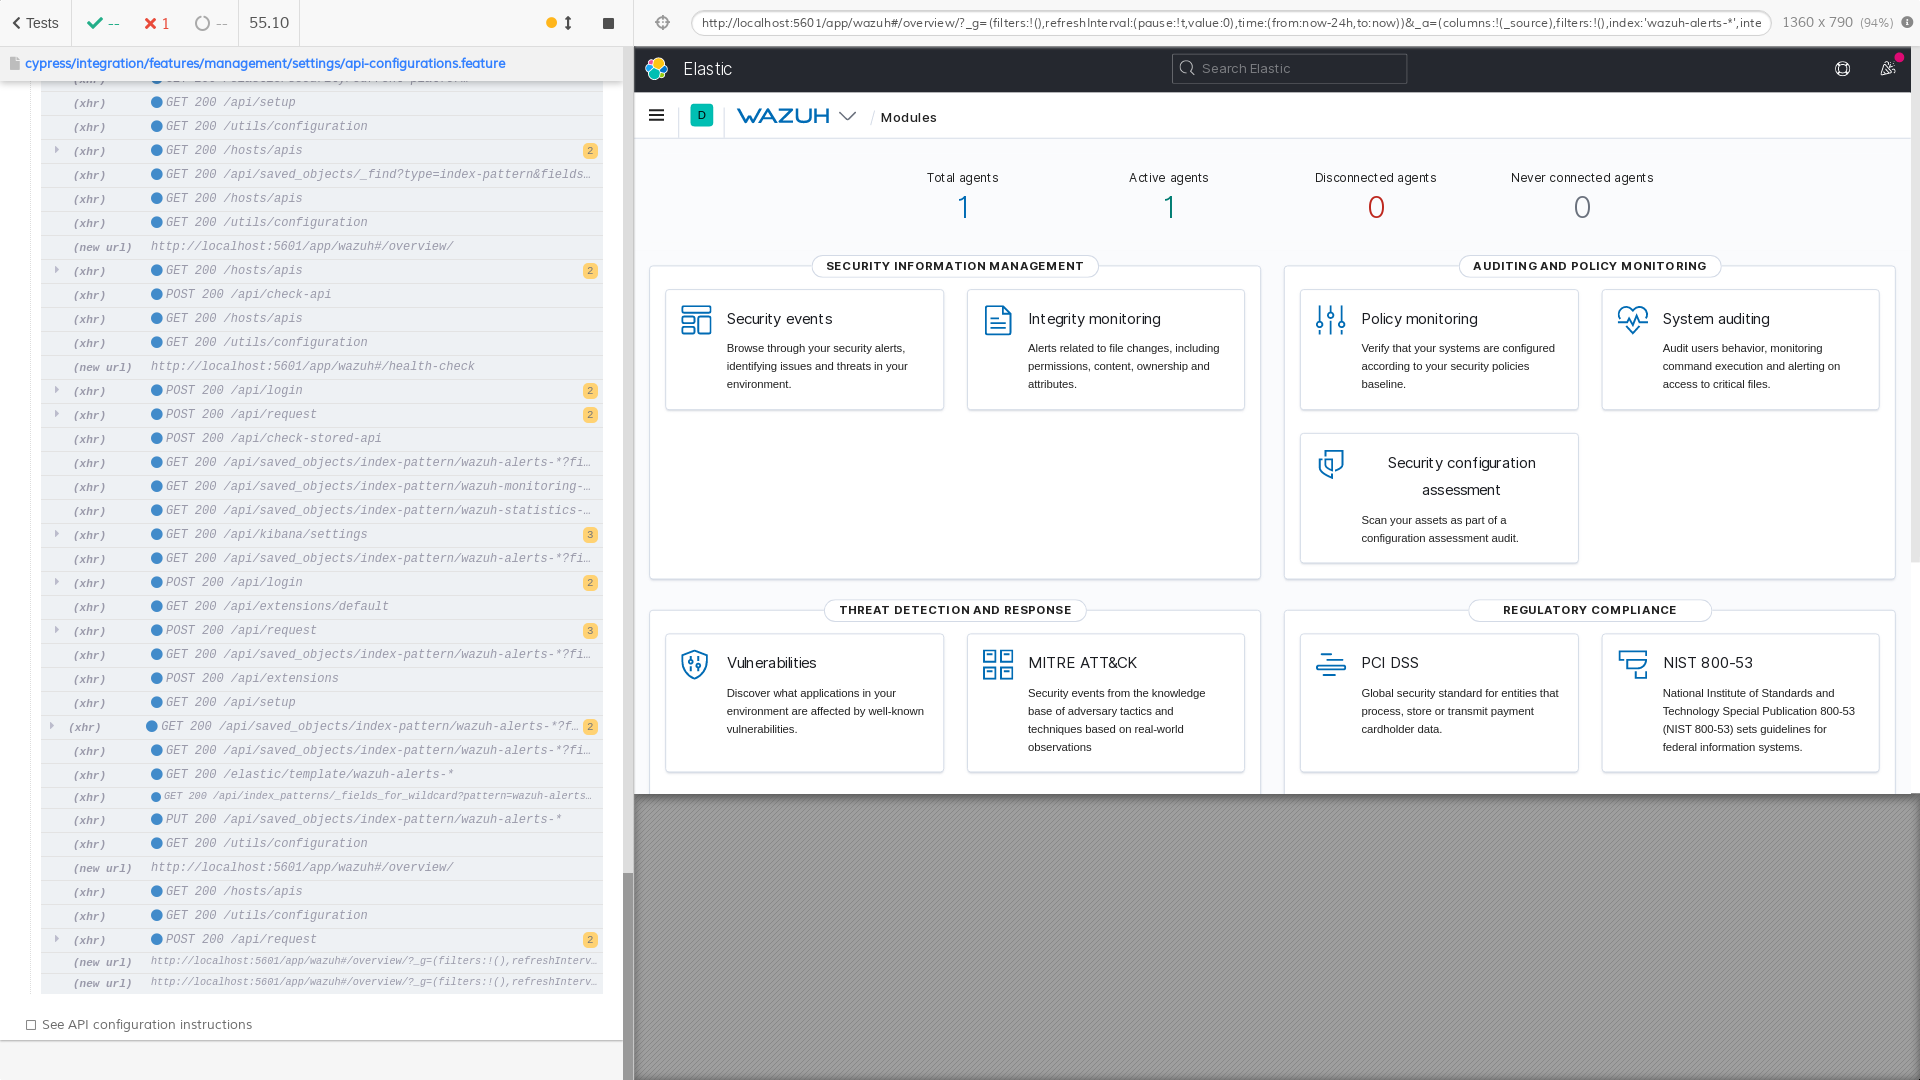 Tests
--
1
--
55.10
http://localhost:5601/app/wazuh#/overview/?_g=(filters:!(),refreshInterval:(pause:!t,value:0),time:(from:now-24h,to:now))&_a=(columns:!(_source),filters:!(),index:'wazuh-alerts-*',inte
1360 x 790 (94%)
cypress/integration/features/management/settings/api-configurations.feature
(xhr) GET 200 /api/setup
(xhr) GET 200 /utils/configuration
(xhr) GET 200 /hosts/apis 2
(xhr) GET 200 /api/saved_objects/_find?type=index-pattern&fields…
(xhr) GET 200 /hosts/apis
(xhr) GET 200 /utils/configuration
(new url) http://localhost:5601/app/wazuh#/overview/
(xhr) GET 200 /hosts/apis 2
(xhr) POST 200 /api/check-api
(xhr) GET 200 /hosts/apis
(xhr) GET 200 /utils/configuration
(new url) http://localhost:5601/app/wazuh#/health-check
(xhr) POST 200 /api/login 2
(xhr) POST 200 /api/request 2
(xhr) POST 200 /api/check-stored-api
(xhr) GET 200 /api/saved_objects/index-pattern/wazuh-alerts-*?fi…
(xhr) GET 200 /api/saved_objects/index-pattern/wazuh-monitoring-…
(xhr) GET 200 /api/saved_objects/index-pattern/wazuh-statistics-…
(xhr) GET 200 /api/kibana/settings 3
(xhr) GET 200 /api/saved_objects/index-pattern/wazuh-alerts-*?fi…
(xhr) POST 200 /api/login 2
(xhr) GET 200 /api/extensions/default
(xhr) POST 200 /api/request 3
(xhr) GET 200 /api/saved_objects/index-pattern/wazuh-alerts-*?fi…
(xhr) POST 200 /api/extensions
(xhr) GET 200 /api/setup
(xhr) GET 200 /api/saved_objects/index-pattern/wazuh-alerts-*?f… 2
(xhr) GET 200 /api/saved_objects/index-pattern/wazuh-alerts-*?fi…
(xhr) GET 200 /elastic/template/wazuh-alerts-*
(xhr) GET 200 /api/index_patterns/_fields_for_wildcard?pattern=wazuh-alerts…
(xhr) PUT 200 /api/saved_objects/index-pattern/wazuh-alerts-*
(xhr) GET 200 /utils/configuration
(new url) http://localhost:5601/app/wazuh#/overview/
(xhr) GET 200 /hosts/apis
(xhr) GET 200 /utils/configuration
(xhr) POST 200 /api/request 2
(new url) http://localhost:5601/app/wazuh#/overview/?_g=(filters:!(),refreshInterv…
(new url) http://localhost:5601/app/wazuh#/overview/?_g=(filters:!(),refreshInterv…
See API configuration instructions
Elastic
Search Elastic
D
WAZUH
/ Modules
Total agents
1
Active agents
1
Disconnected agents
0
Never connected agents
0
SECURITY INFORMATION MANAGEMENT
Security events
Browse through your security alerts,
identifying issues and threats in your
environment.
Integrity monitoring
Alerts related to file changes, including
permissions, content, ownership and
attributes.
AUDITING AND POLICY MONITORING
Policy monitoring
Verify that your systems are configured
according to your security policies
baseline.
System auditing
Audit users behavior, monitoring
command execution and alerting on
access to critical files.
Security configuration
assessment
Scan your assets as part of a
configuration assessment audit.
THREAT DETECTION AND RESPONSE
Vulnerabilities
Discover what applications in your
environment are affected by well-known
vulnerabilities.
MITRE ATT&CK
Security events from the knowledge
base of adversary tactics and
techniques based on real-world
observations
REGULATORY COMPLIANCE
PCI DSS
Global security standard for entities that
process, store or transmit payment
cardholder data.
NIST 800-53
National Institute of Standards and
Technology Special Publication 800-53
(NIST 800-53) sets guidelines for
federal information systems.